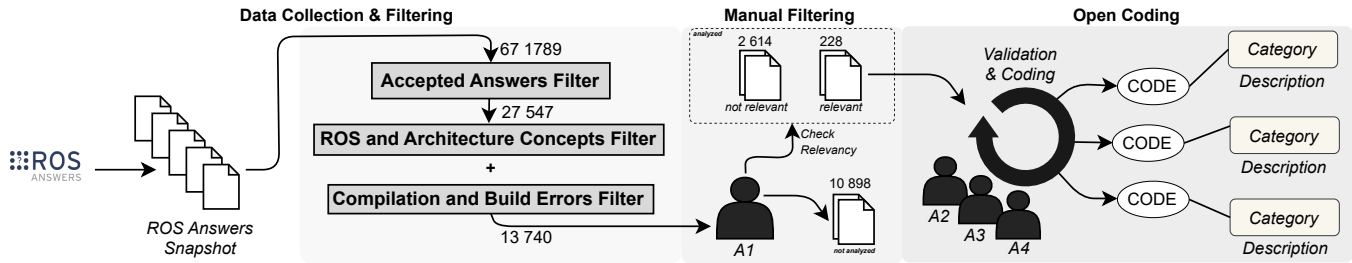 Data Collection & Filtering
Manual Filtering
Open Coding
67 1789
Accepted Answers Filter
27 547
ROS and Architecture Concepts Filter
+
Compilation and Build Errors Filter
13 740
ROS
ANSWERS
ROS Answers
Snapshot
analyzed
2 614
228
not relevant
relevant
Check
Relevancy
10 898
not analyzed
A1
Validation
& Coding
A2
A3
A4
CODE
CODE
CODE
Category
Description
Category
Description
Category
Description